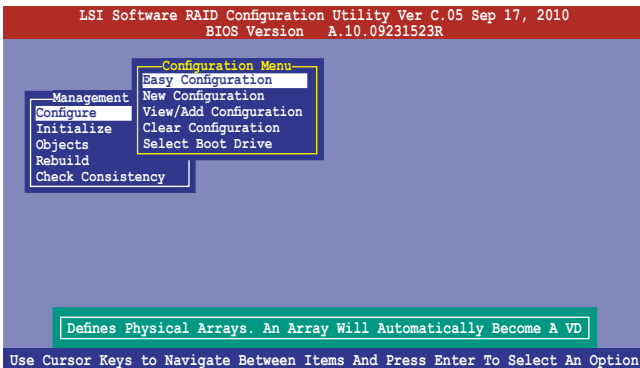 LSI Software RAID Configuration Utility Ver C.05 Sep 17, 2010
BIOS Version A.10.09231523R
Configuration Menu
Easy Configuration
New Configuration
View/Add Configuration
Clear Configuration
Select Boot Drive
Management
Configure
Initialize
Objects
Rebuild
Check Consistency
Defines Physical Arrays. An Array Will Automatically Become A VD
Use Cursor Keys to Navigate Between Items And Press Enter To Select An Option